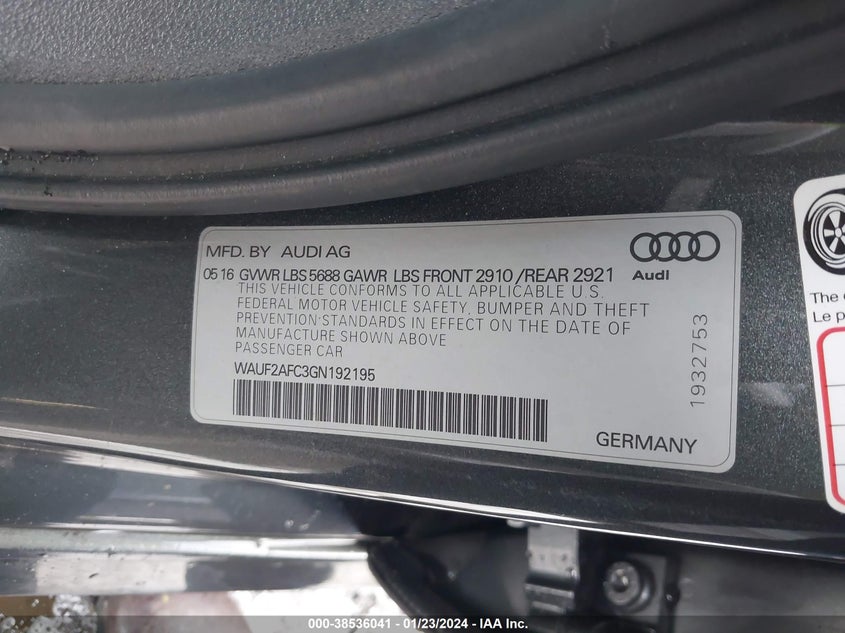 MFD. BY AUDI AG
05 16 GVWR LBS 5688 GAWR LBS FRONT 2910 / REAR 2921
Audi
THIS VEHICLE CONFORMS TO ALL APPLICABLE U.S.
FEDERAL MOTOR VEHICLE SAFETY, BUMPER AND THEFT
PREVENTION STANDARDS IN EFFECT ON THE DATE OF
MANUFACTURE SHOWN ABOVE
PASSENGER CAR
WAUF2AFC3GN192195
GERMANY
1932753
The
Le
000-38536041 - 01/23/2024 - IAA Inc.